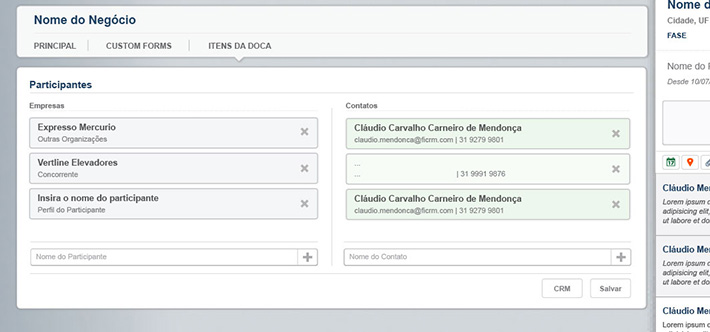 Nome do Negócio
PRINCIPAL
CUSTOM FORMS
ITENS DA DOCA
Participantes
Empresas
Expresso Mercurio
Outras Organizações
Vertline Elevadores
Concorrente
Insira o nome do participante
Perfil do Participante
Nome do Participante
Contatos
Cláudio Carvalho Carneiro de Mendonça
claudio.mendonca@ficrm.com | 31 9279 9801
...
... | 31 9991 9876
Cláudio Carvalho Carneiro de Mendonça
claudio.mendonca@ficrm.com | 31 9279 9801
Nome do Contato
CRM
Salvar
Nome d
Cidade, UF
FASE
Nome do
Desde 10/07/
Cláudio Me
Lorem ipsum
adipisicing elit,
ut labore et do
Cláudio Me
Lorem ipsum
adipisicing elit,
ut labore et do
Cláudio Me
Lorem ipsum